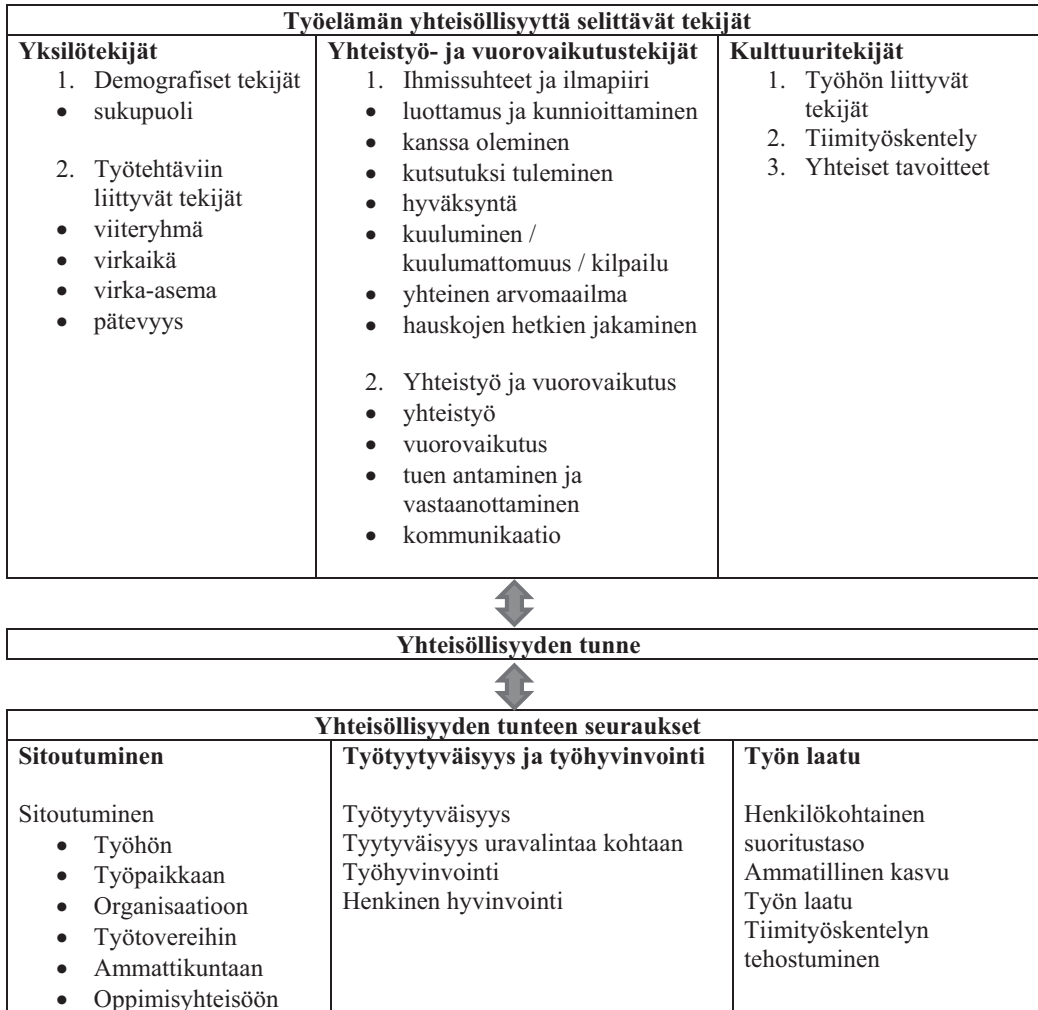 Työelämän yhteisöllisyyttä selittävät tekijät
Yksilötekijät
1. Demografiset tekijät
• sukupuoli
2. Työtehtäviin
liittyvät tekijät
• viiteryhmä
• virkaikä
• virka-asema
• pätevyys
Yhteistyö- ja vuorovaikutustekijät
1. Ihmissuhteet ja ilmapiiri
• luottamus ja kunnioittaminen
• kanssa oleminen
• kutsutuksi tuleminen
• hyväksyntä
• kuuluminen /
kuulumattomuus / kilpailu
• yhteinen arvomaailma
• hauskojen hetkien jakaminen
2. Yhteistyö ja vuorovaikutus
• yhteistyö
• vuorovaikutus
• tuen antaminen ja
vastaanottaminen
• kommunikaatio
Kulttuuritekijät
1. Työhön liittyvät
tekijät
2. Tiimityöskentely
3. Yhteiset tavoitteet
Yhteisöllisyyden tunne
Yhteisöllisyyden tunteen seuraukset
Sitoutuminen
Sitoutuminen
• Työhön
• Työpaikkaan
• Organisaatioon
• Työtovereihin
• Ammattikuntaan
• Oppimisyhteisöön
Työtyytyväisyys ja työhyvinvointi
Työtyytyväisyys
Tyytyväisyys uravalintaa kohtaan
Työhyvinvointi
Henkinen hyvinvointi
Työn laatu
Henkilökohtainen
suoritustaso
Ammatillinen kasvu
Työn laatu
Tiimityöskentelyn
tehostuminen